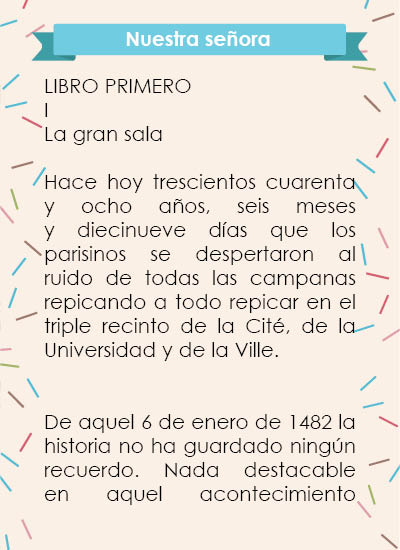 Nuestra señora
LIBRO PRIMERO
I
La gran sala
Hace hoy trescientos cuarenta
y ocho años, seis meses
y diecinueve días que los
parisinos se despertaron al
ruido de todas las campanas
repicando a todo repicar en el
triple recinto de la Cité, de la
Universidad y de la Ville.
De aquel 6 de enero de 1482 la
historia no ha guardado ningún
recuerdo. Nada destacable
en aquel acontecimiento